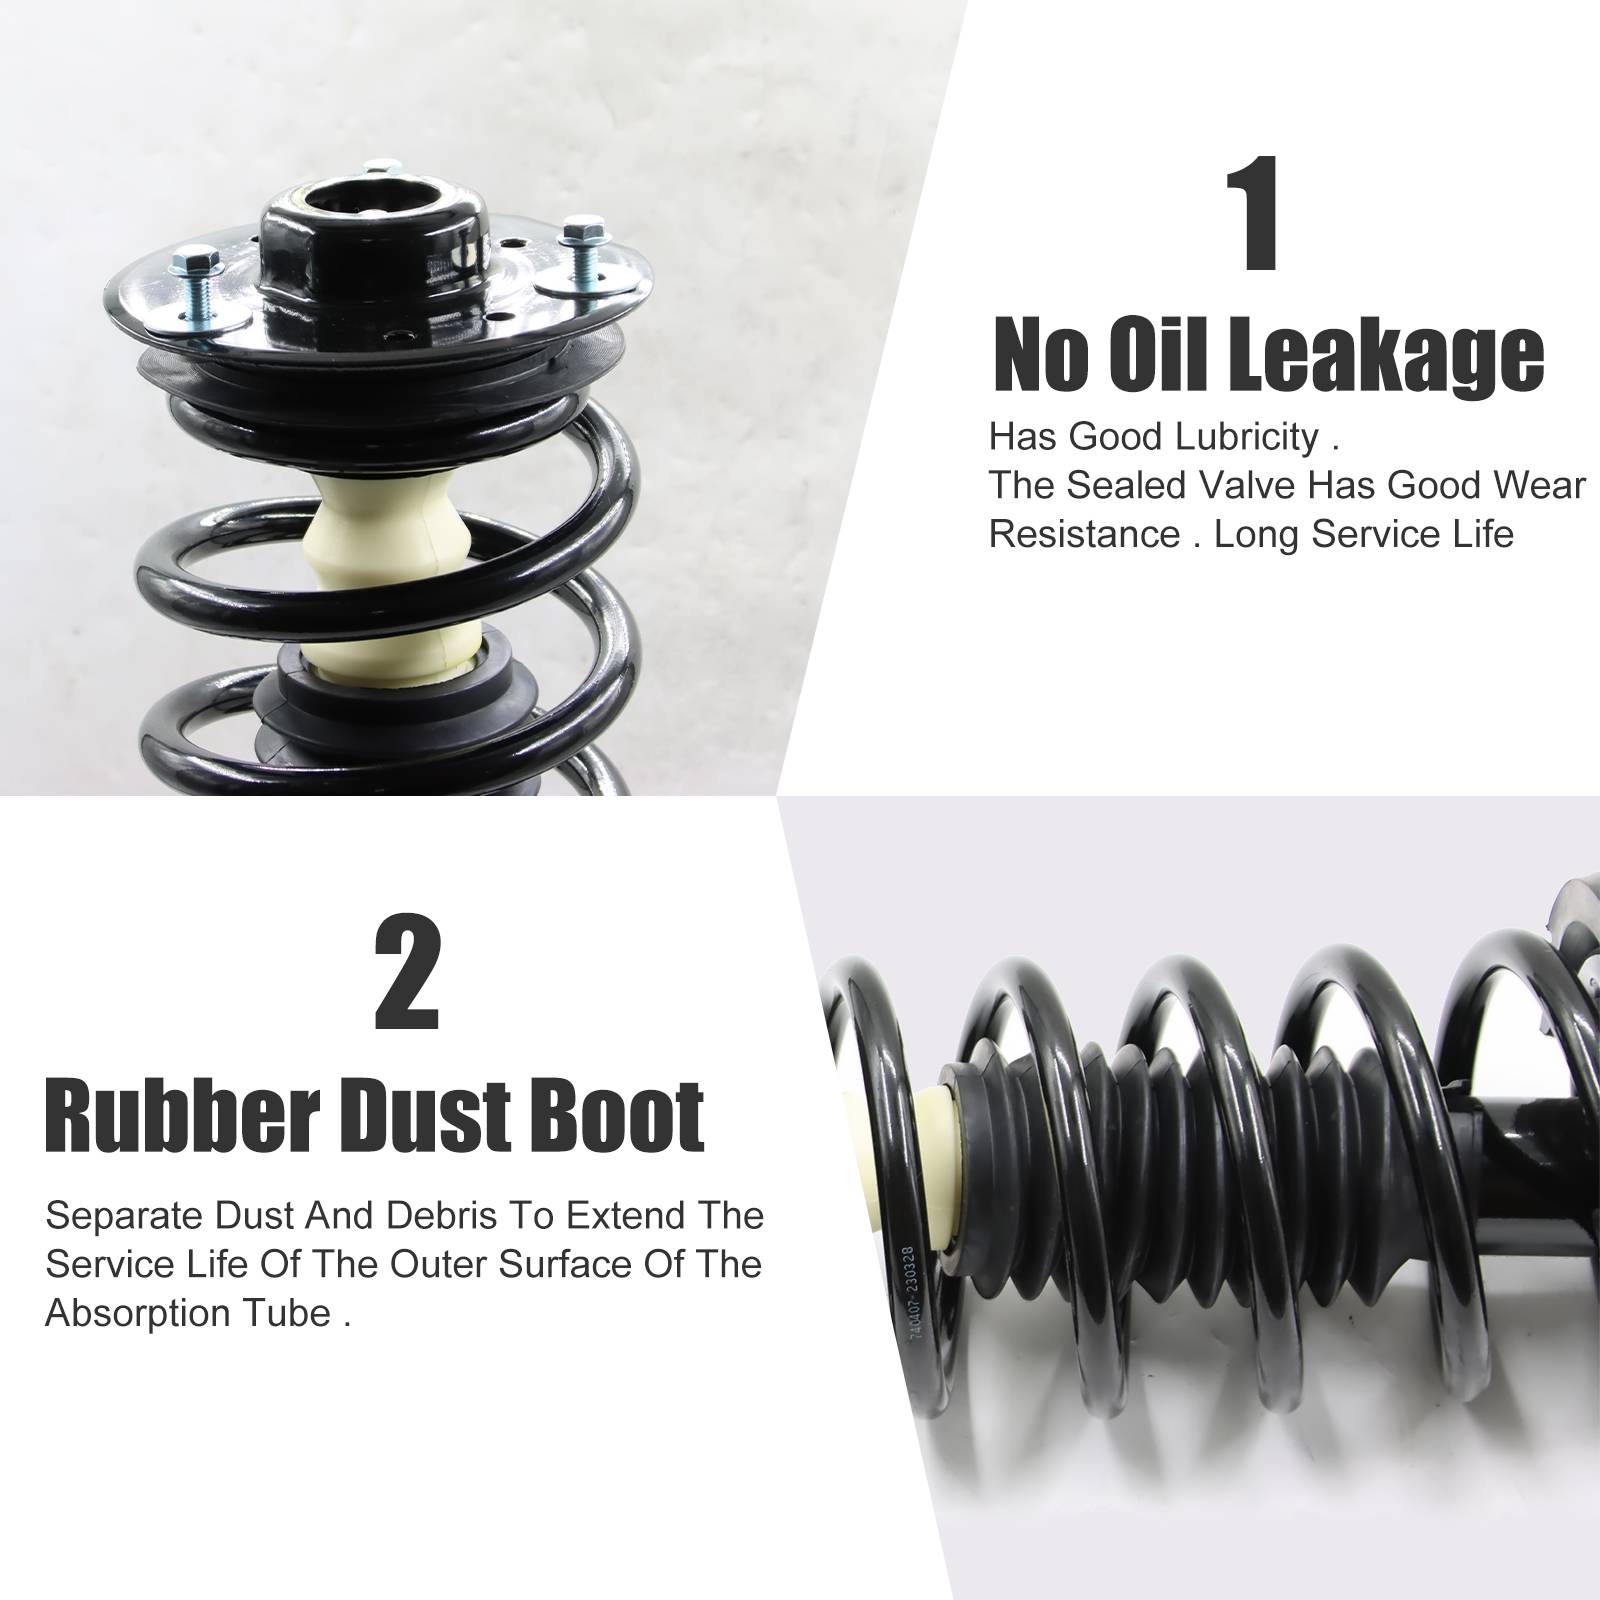 1
No Oil Leakage
Has Good Lubricity .
The Sealed Valve Has Good Wear
Resistance . Long Service Life
2
Rubber Dust Boot
Separate Dust And Debris To Extend The
Service Life Of The Outer Surface Of The
Absorption Tube .
740407-230328